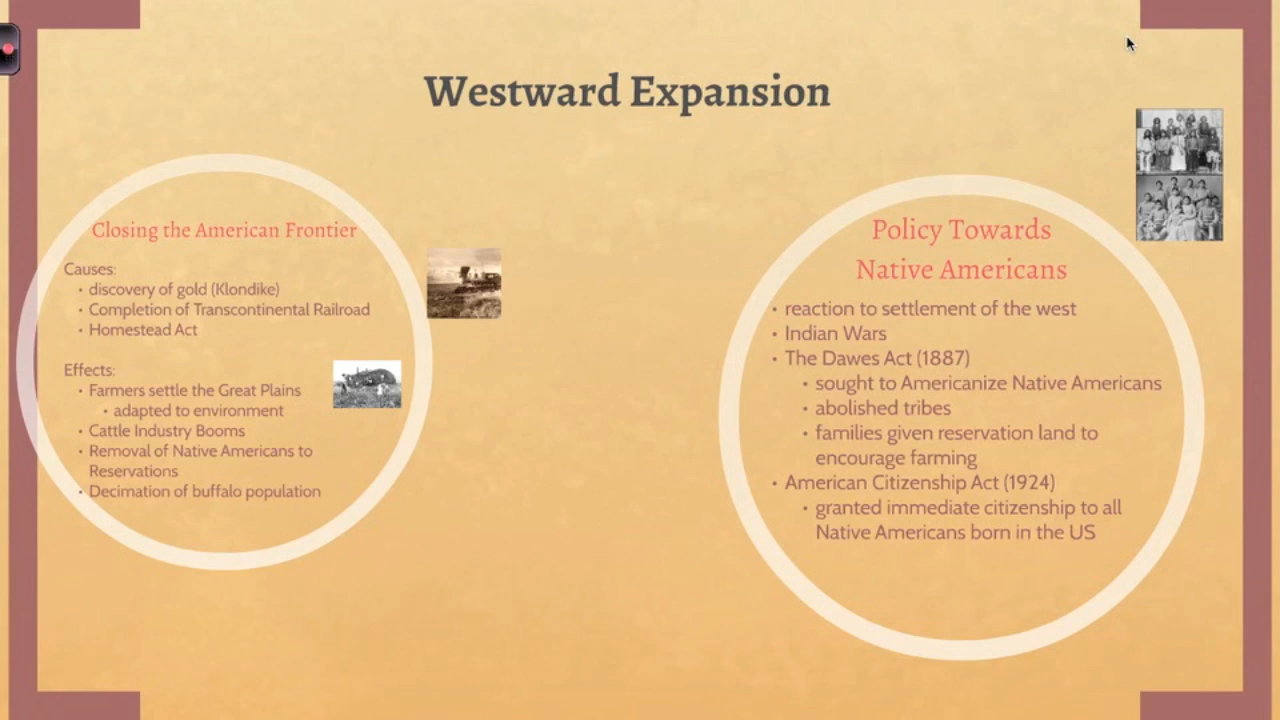 Westward Expansion
Closing the American Frontier
Causes:
• discovery of gold (Klondike)
• Completion of Transcontinental Railroad
• Homestead Act
Effects:
• Farmers settle the Great Plains
• adapted to environment
• Cattle Industry Booms
• Removal of Native Americans to
Reservations
• Decimation of buffalo population
Policy Towards
Native Americans
• reaction to settlement of the west
• Indian Wars
• The Dawes Act (1887)
• sought to Americanize Native Americans
• abolished tribes
• families given reservation land to
encourage farming
• American Citizenship Act (1924)
• granted immediate citizenship to all
Native Americans born in the US